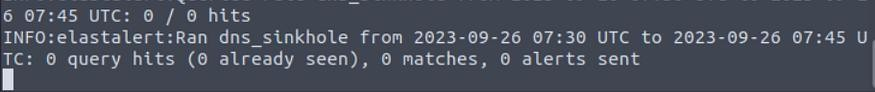 6 07:45 UTC: 0 / 0 hits
INFO:elastalert:Ran dns_sinkhole from 2023-09-26 07:30 UTC to 2023-09-26 07:45 U
TC: 0 query hits (0 already seen), 0 matches, 0 alerts sent